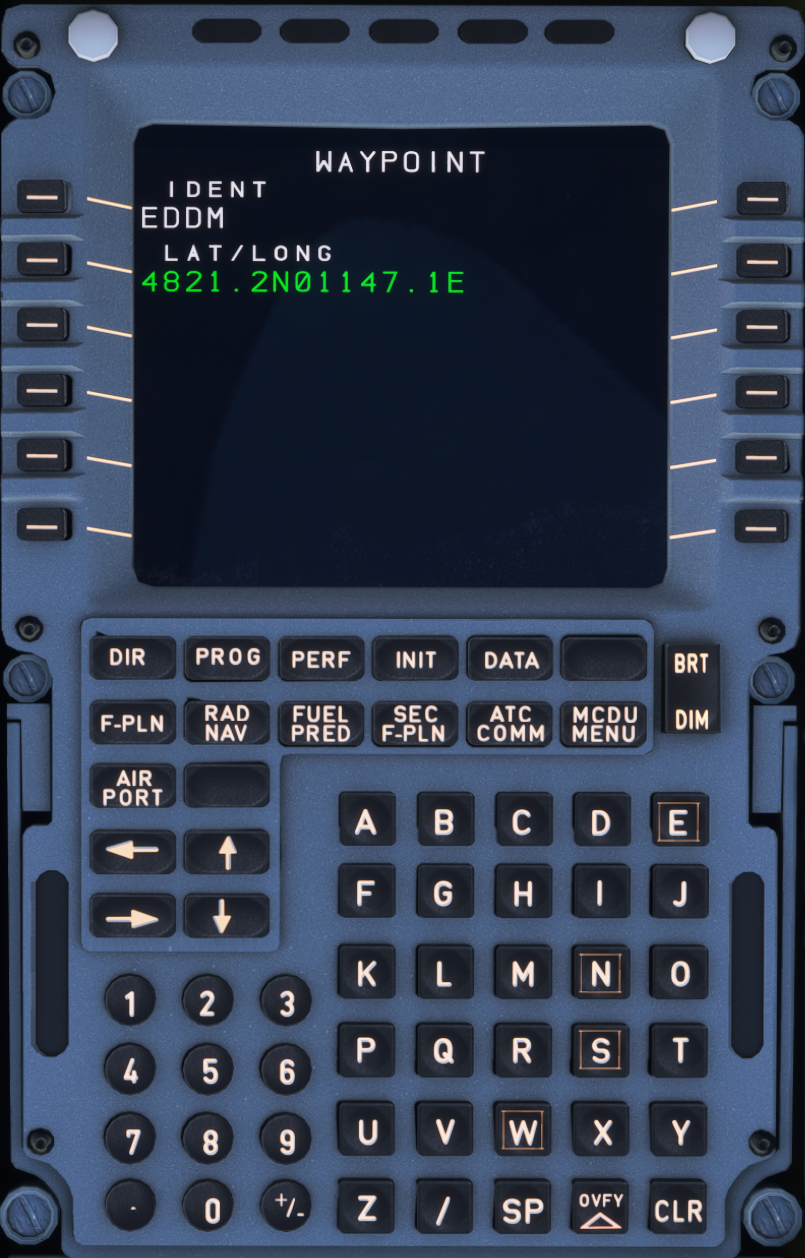 WAYPOINT
IDENT
EDDM
LAT/LONG
4821.2N01147.1E
DIR PROG PERF INIT DATA
BRT
F-PLN RAD NAV FUEL PRED SEC F-PLN ATC COMM MCDU MENU
DIM
AIR PORT
A B C D E
F G H I J
K L M N O
1 2 3
P Q R S T
4 5 6
U V W X Y
7 8 9
Z / SP OVFY CLR
. 0 +/-